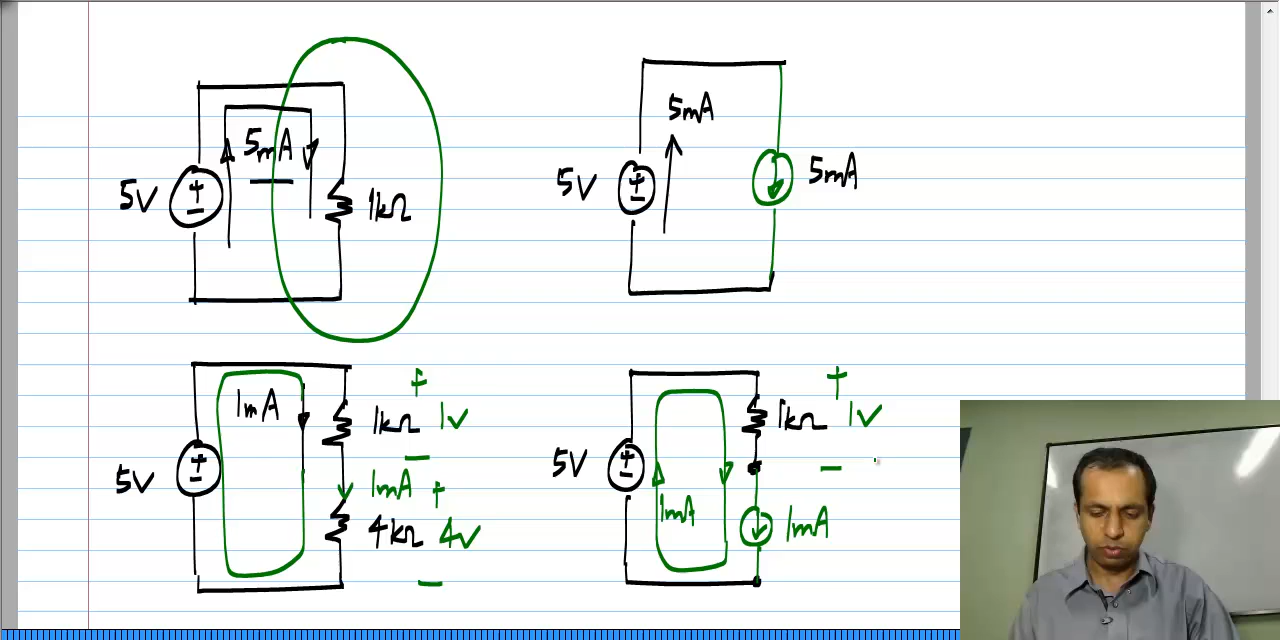 5mA
5V
+
−
1kΩ
5mA
5V
+
−
5mA
1mA
5V
+
−
+
1kΩ 1V
−
1mA +
4kΩ 4V
−
5V
+
−
1mA
+
1kΩ 1V
−
1mA